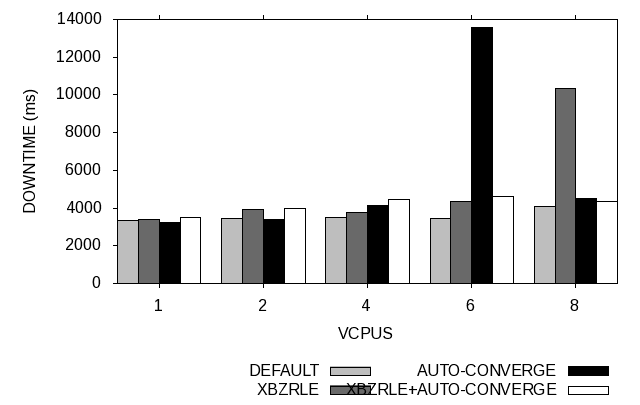 14000
12000
10000
8000
6000
4000
2000
0
DOWNTIME (ms)
1 2 4 6 8
VCPUS
DEFAULT AUTO-CONVERGE
XBZRLE XBZRLE+AUTO-CONVERGE